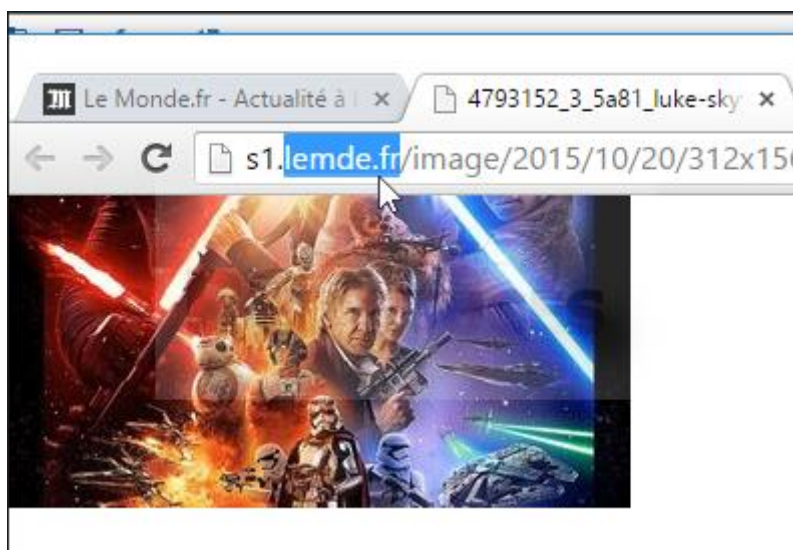 Le Monde.fr - Actualité à
4793152_3_5a81_luke-sky
s1.lemde.fr/image/2015/10/20/312x15